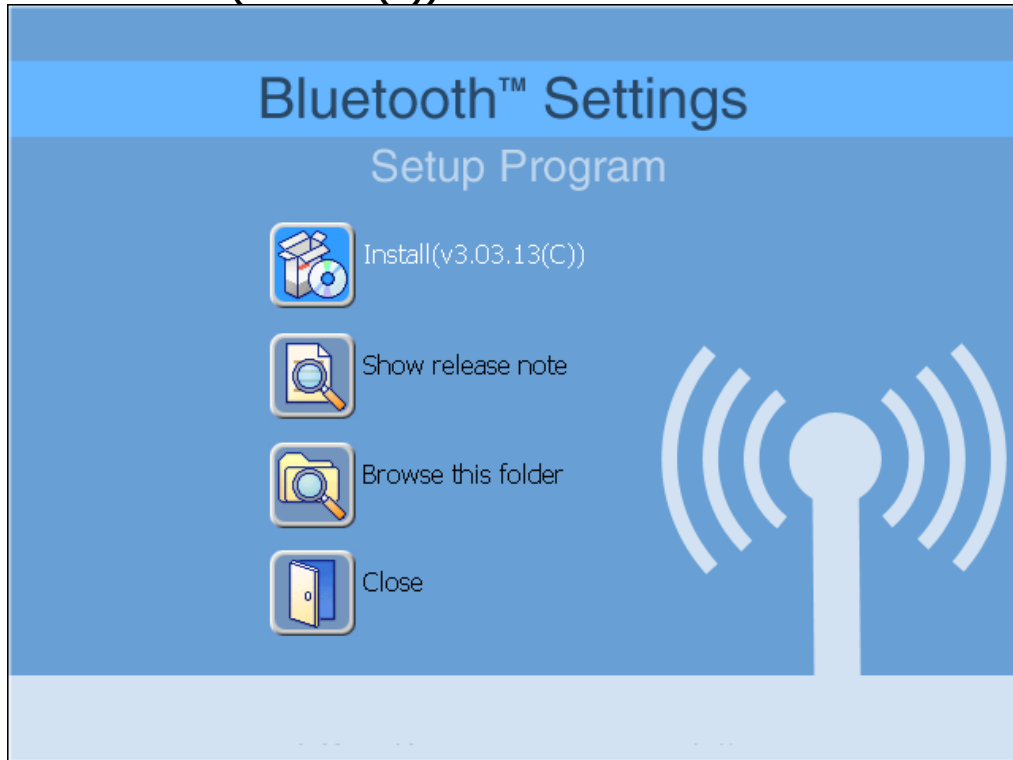 Bluetooth™ Settings
Setup Program
Install(v3.03.13(C))
Show release note
Browse this folder
Close